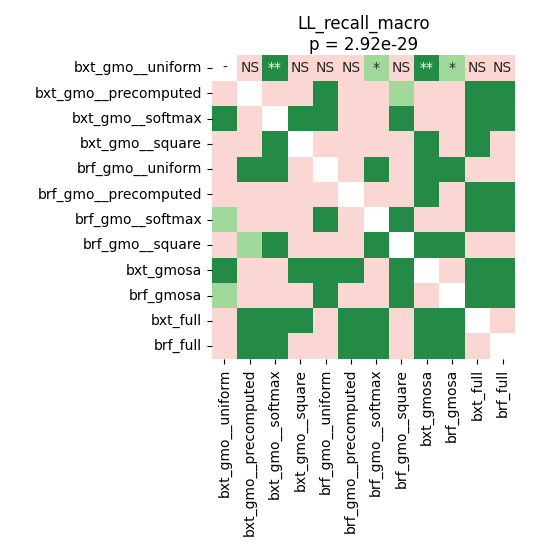 LL_recall_macro
p = 2.92e-29
bxt_gmo__uniform
- NS ** NS NS NS * NS ** * NS NS
bxt_gmo__precomputed
bxt_gmo__softmax
bxt_gmo__square
brf_gmo__uniform
brf_gmo__precomputed
brf_gmo__softmax
brf_gmo__square
bxt_gmosa
brf_gmosa
bxt_full
brf_full
bxt_gmo__uniform
bxt_gmo__precomputed
bxt_gmo__softmax
bxt_gmo__square
brf_gmo__uniform
brf_gmo__precomputed
brf_gmo__softmax
brf_gmo__square
bxt_gmosa
brf_gmosa
bxt_full
brf_full